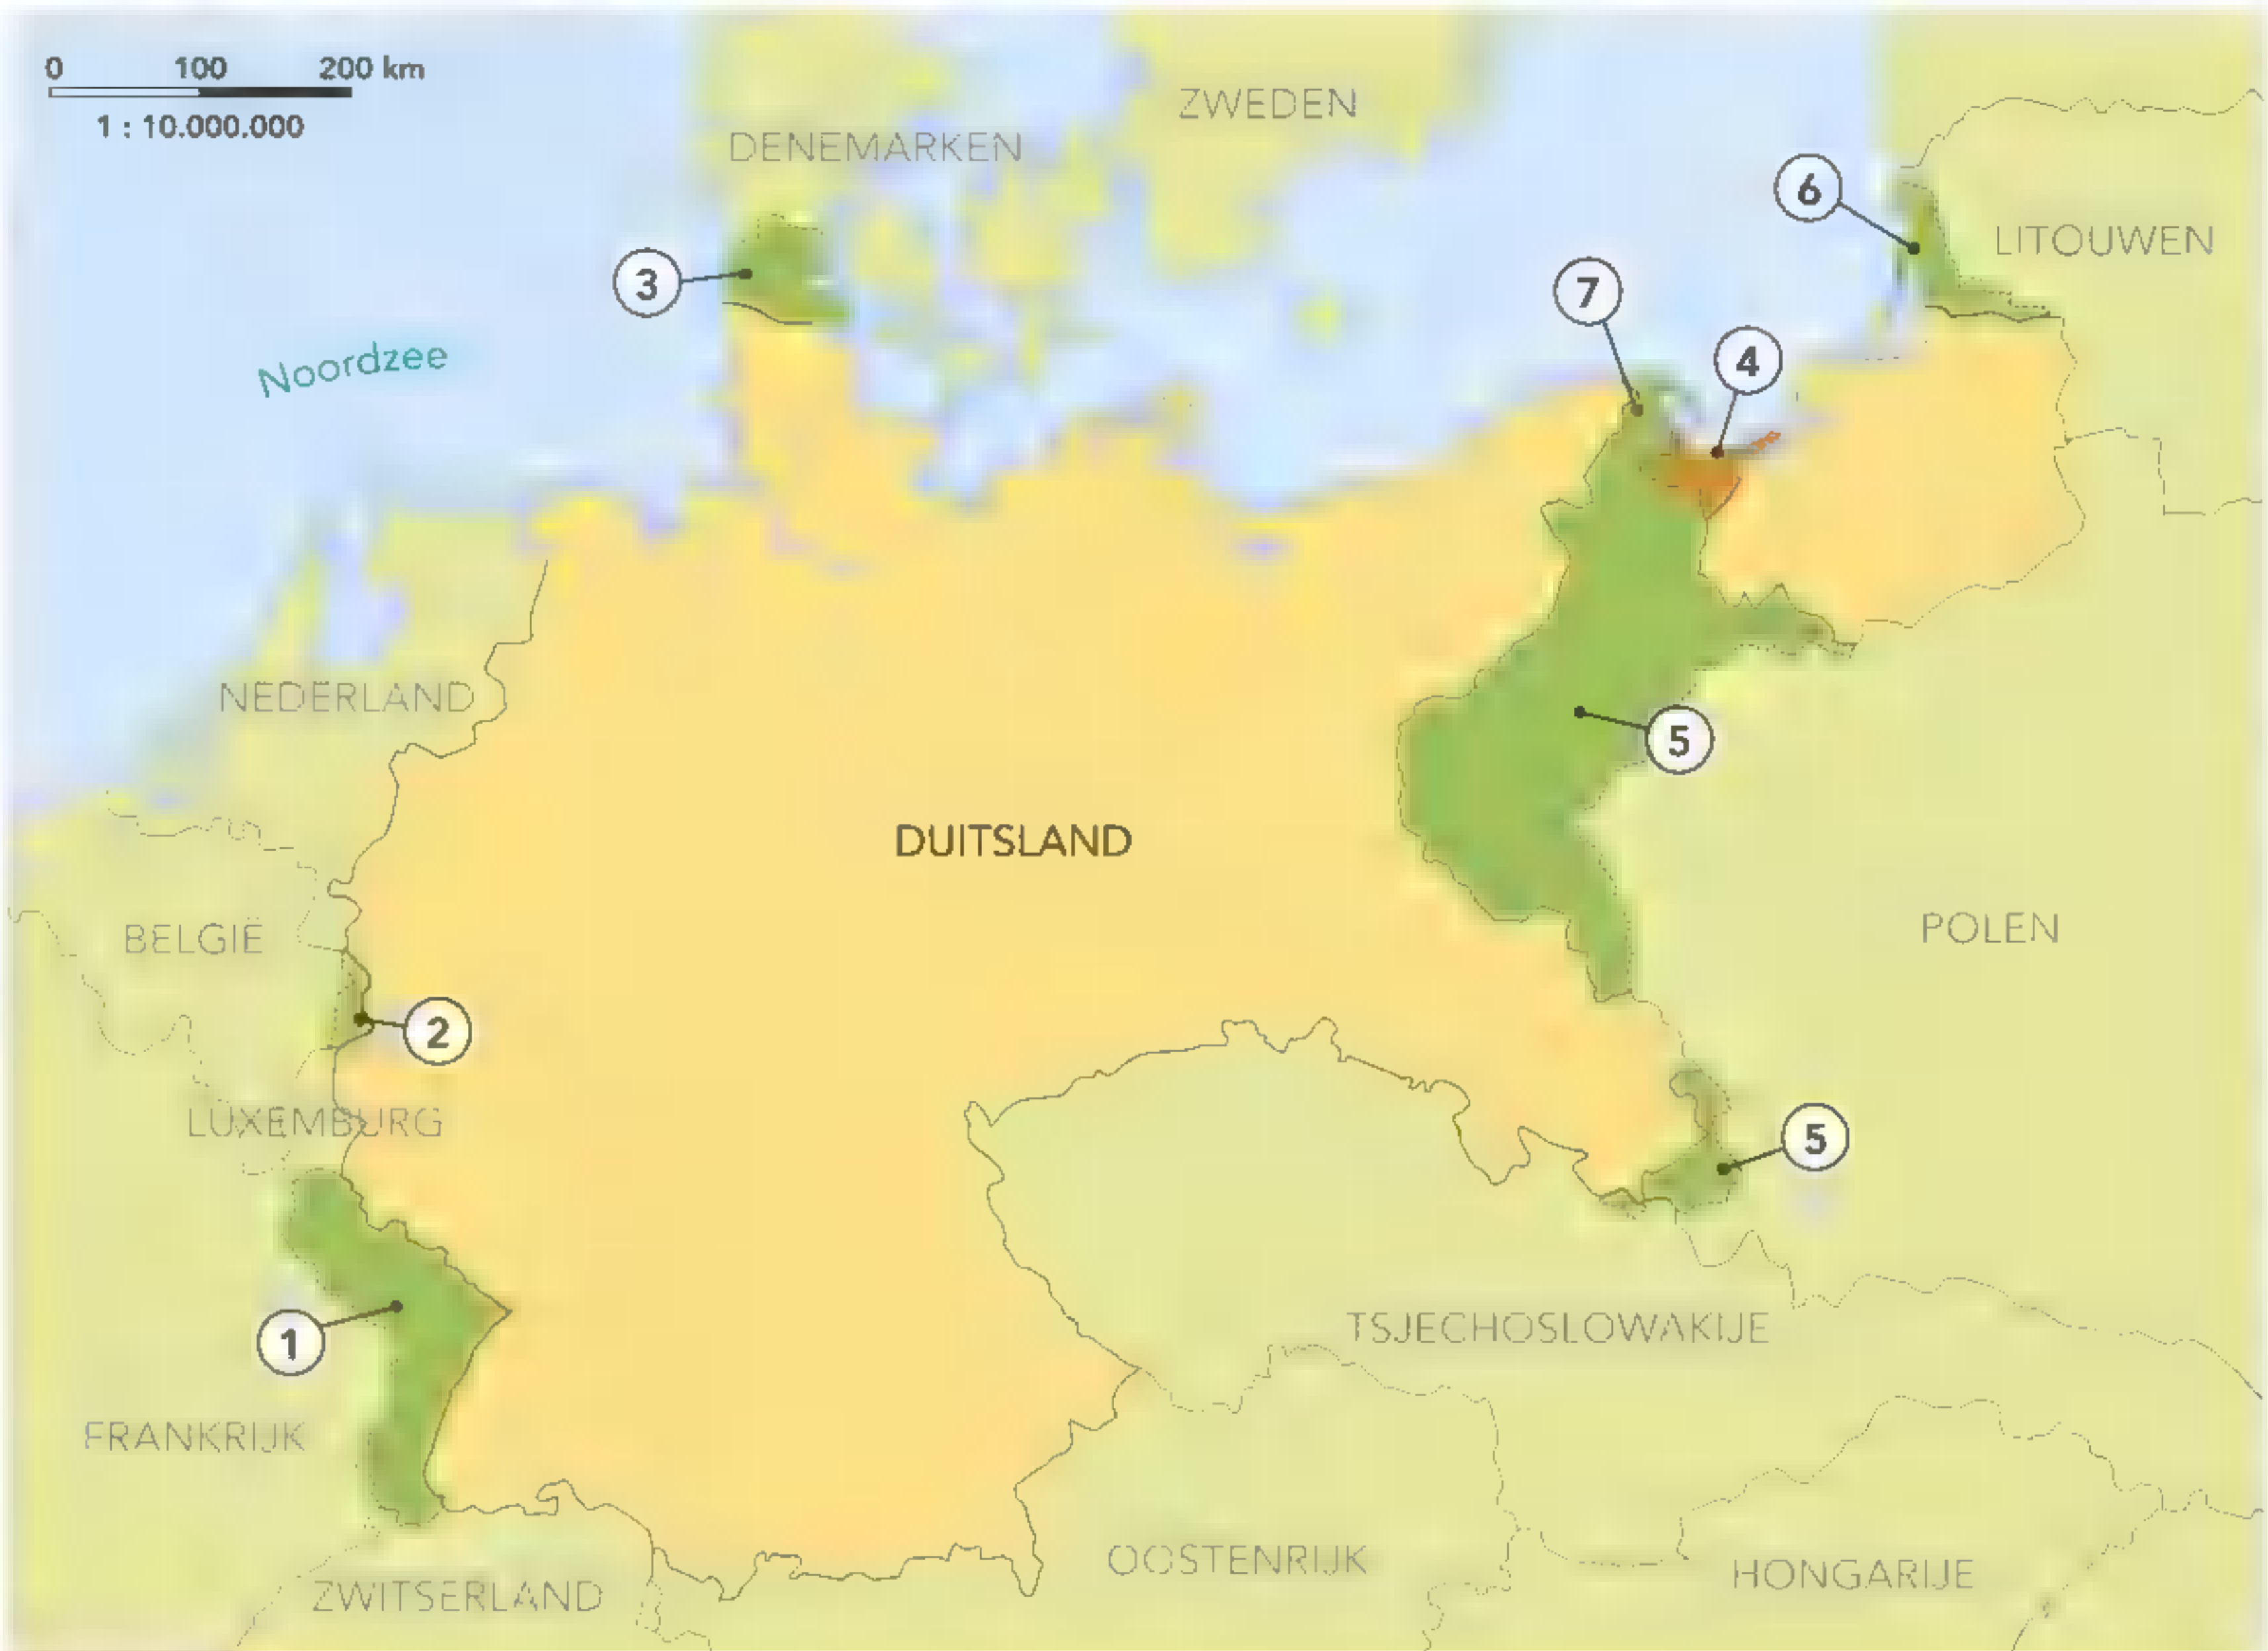 0 100 200 km
1 : 10.000.000
ZWEDEN
DENEMARKEN
6
LITOUWEN
3
7
4
Noordzee
NEDERLAND
5
DUITSLAND
BELGIË
POLEN
2
LUXEMBURG
5
1
TSJECHOSLOWAKIJE
FRANKRIJK
OOSTENRIJK
HONGARIJE
ZWITSERLAND